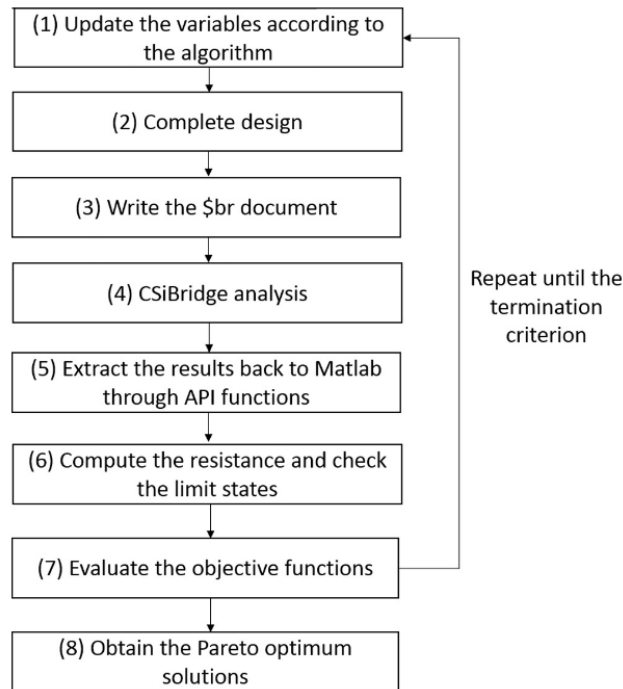 (1) Update the variables according to
the algorithm
(2) Complete design
(3) Write the $br document
(4) CSiBridge analysis
(5) Extract the results back to Matlab
through API functions
(6) Compute the resistance and check
the limit states
(7) Evaluate the objective functions
(8) Obtain the Pareto optimum
solutions
Repeat until the
termination
criterion